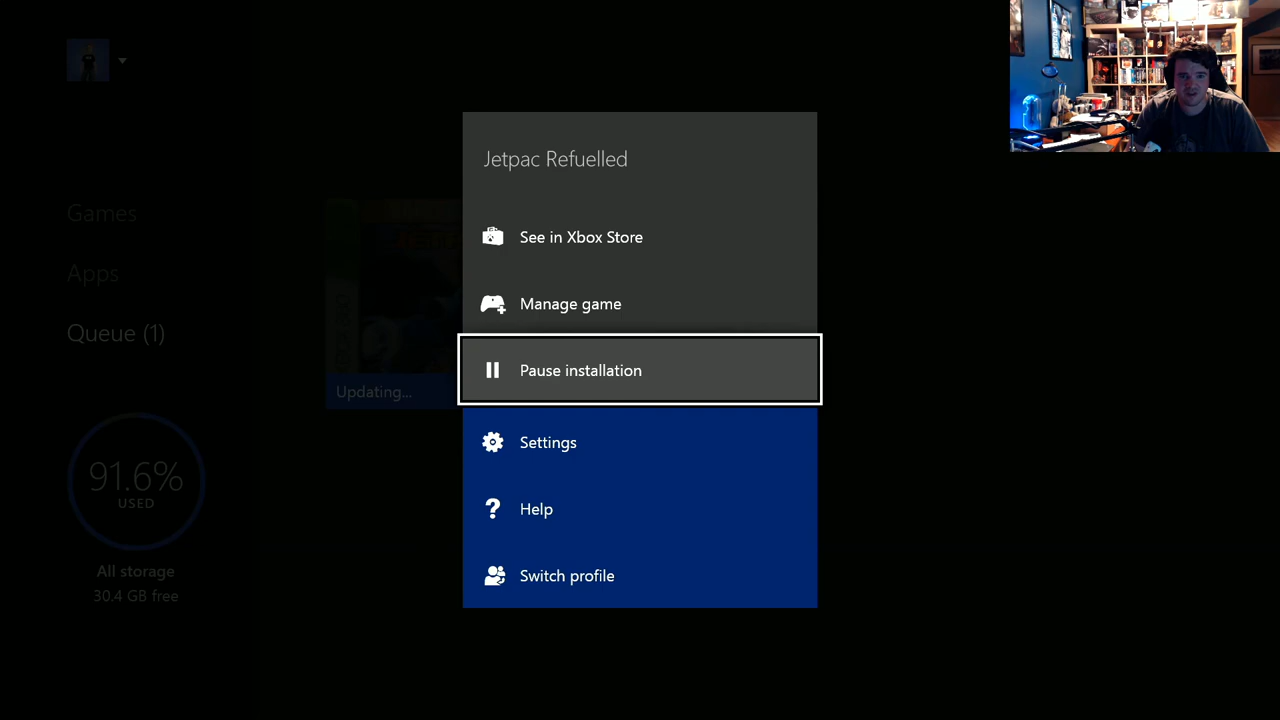 Games
Apps
Queue (1)
91.6%
USED
All storage
30.4 GB free
Updating...
Jetpac Refuelled
See in Xbox Store
Manage game
Pause installation
Settings
Help
Switch profile